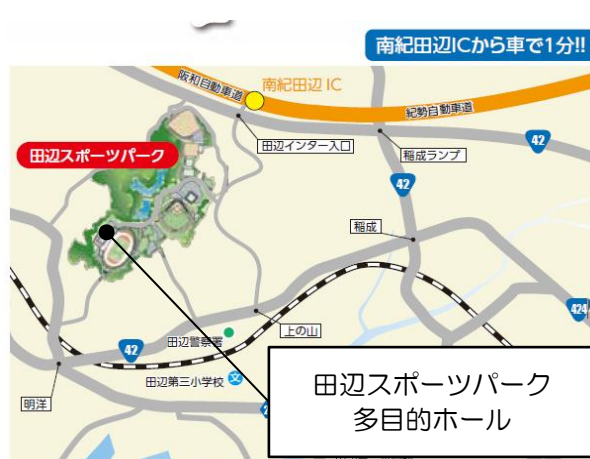 南紀田辺ICから車で1分!!
阪和自動車道
南紀田辺 IC
紀勢自動車道
田辺インター入口
稲成ランプ
42
田辺スポーツパーク
42
稲成
424
上の山
田辺警察署
42
田辺第三小学校
文
明洋
田辺スポーツパーク
多目的ホール